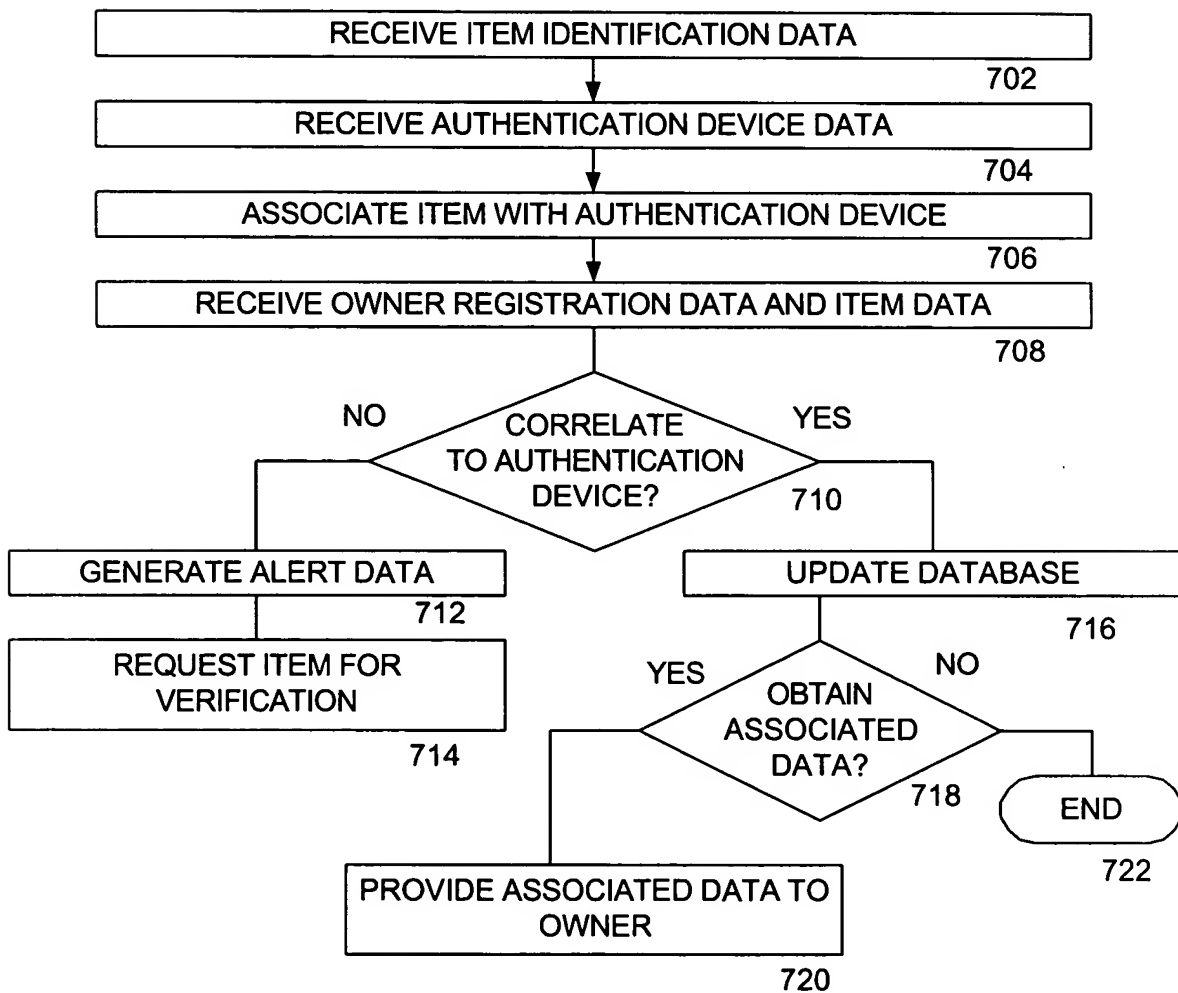 RECEIVE ITEM IDENTIFICATION DATA
702
RECEIVE AUTHENTICATION DEVICE DATA
704
ASSOCIATE ITEM WITH AUTHENTICATION DEVICE
706
RECEIVE OWNER REGISTRATION DATA AND ITEM DATA
708
NO
YES
CORRELATE
TO AUTHENTICATION
DEVICE?
710
GENERATE ALERT DATA
712
REQUEST ITEM FOR
VERIFICATION
714
UPDATE DATABASE
716
YES
NO
OBTAIN
ASSOCIATED
DATA?
718
END
722
PROVIDE ASSOCIATED DATA TO
OWNER
720